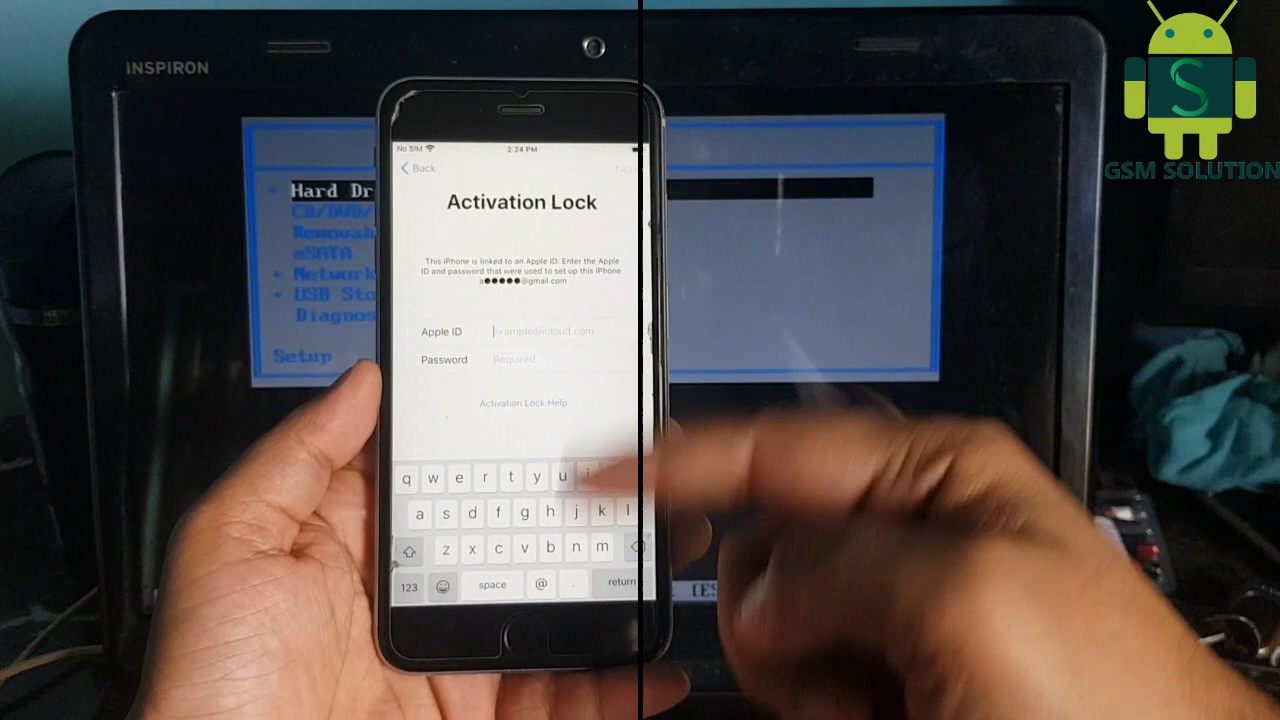 INSPIRON
S
GSM SOLUTION
No SIM
2:24 PM
Back
Activation Lock
This iPhone is linked to an Apple ID. Enter the Apple
ID and password that were used to set up this iPhone.
a●●●●●@gmail.com
Apple ID example@icloud.com
Password Required
Activation Lock Help
q w e r t y u i
a s d f g h j k l
z x c v b n m
123 space @ . return
Hard Dr
CD/DVD/
Removab
eSATA
Network
USB Sto
Diagnos
Setup